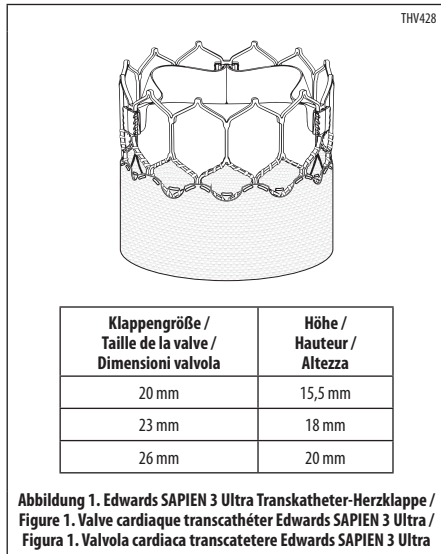 THV428
Klappengröße / Höhe /
Taille de la valve / Hauteur /
Dimensioni valvola Altezza
20 mm 15,5 mm
23 mm 18 mm
26 mm 20 mm
Abbildung 1. Edwards SAPIEN 3 Ultra Transkatheter-Herzklappe /
Figure 1. Valve cardiaque transcathéter Edwards SAPIEN 3 Ultra /
Figura 1. Valvola cardiaca transcatetere Edwards SAPIEN 3 Ultra